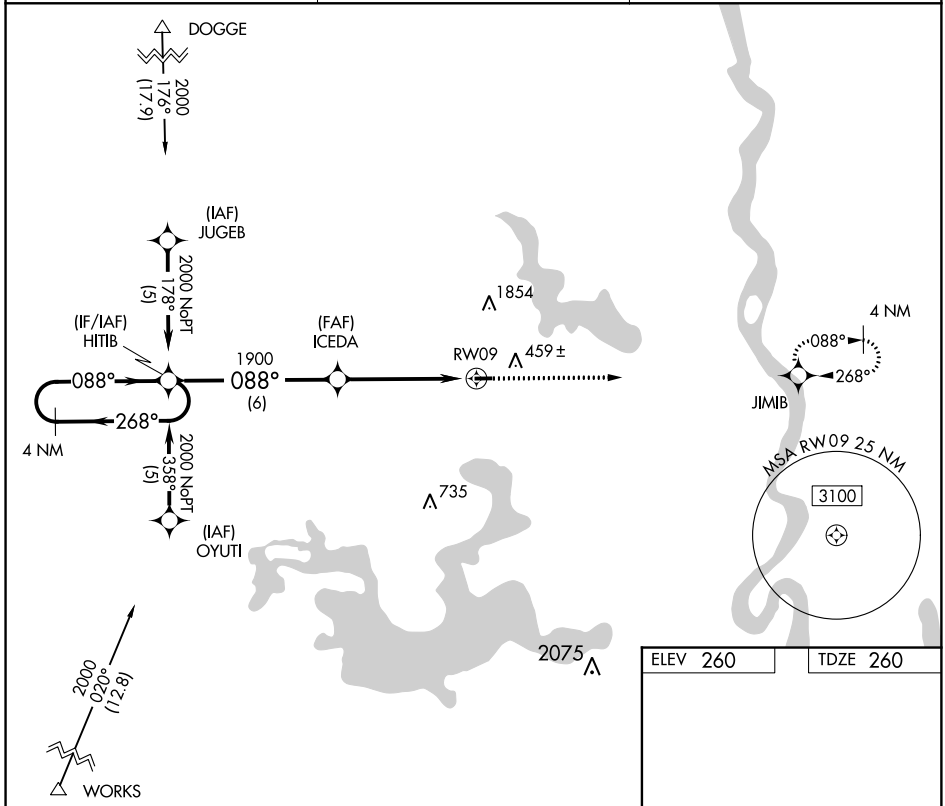 DOGGE
2000
176°
(17.9)
(IAF)
JUGEB
2000 NoPT
178°
(5)
(IF/IAF)
HITIB
(FAF)
ICEDA
1854
4 NM
RW09
459 ±
088°
1900
088°
(6)
088°
268°
268°
JIMIB
4 NM
2000 NoPT
358°
(5)
MSA RW09 25 NM
3100
735
(IAF)
OYUTI
2075
2000
020°
(12.8)
WORKS
ELEV 260
TDZE 260